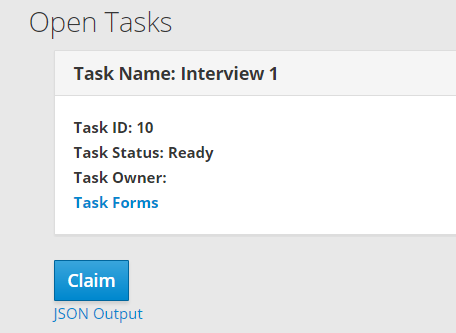 Open Tasks
Task Name: Interview 1
Task ID: 10
Task Status: Ready
Task Owner:
Task Forms
Claim
JSON Output